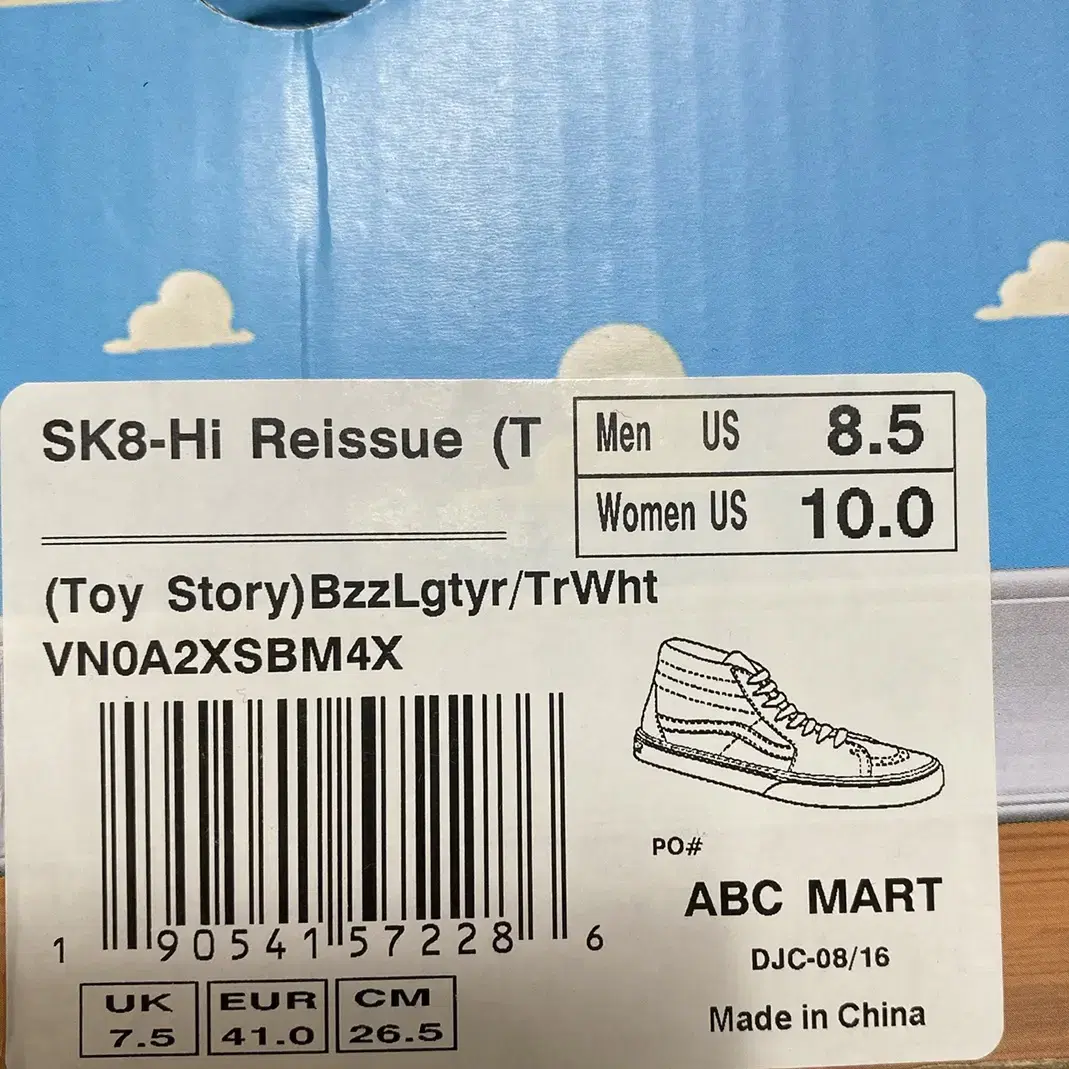 SK8-Hi Reissue (T
Men US 8.5
Women US 10.0
(Toy Story)BzzLgtyr/TrWht
VN0A2XSBM4X
1 90541 57228 6
PO#
ABC MART
DJC-08/16
Made in China
UK EUR CM
7.5 41.0 26.5